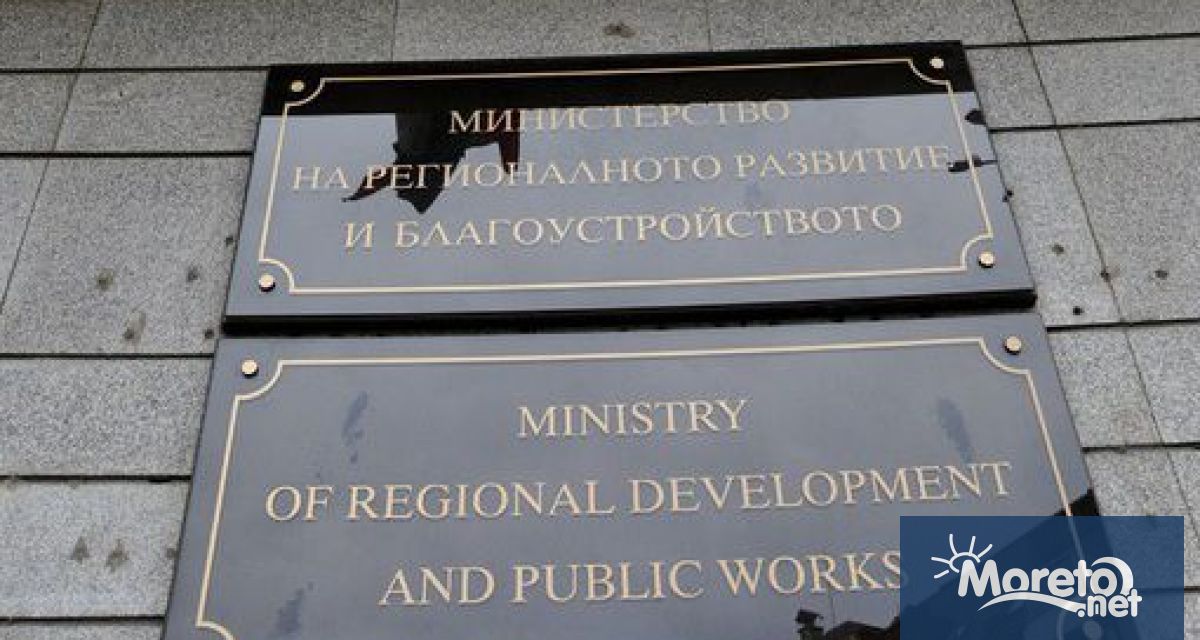 МИНИСТЕРСТВО
НА РЕГИОНАЛНОТО РАЗВИТИЕ
И БЛАГОУСТРОЙСТВОТО
MINISTRY
OF REGIONAL DEVELOPMENT
AND PUBLIC WORKS
Moreto
.net